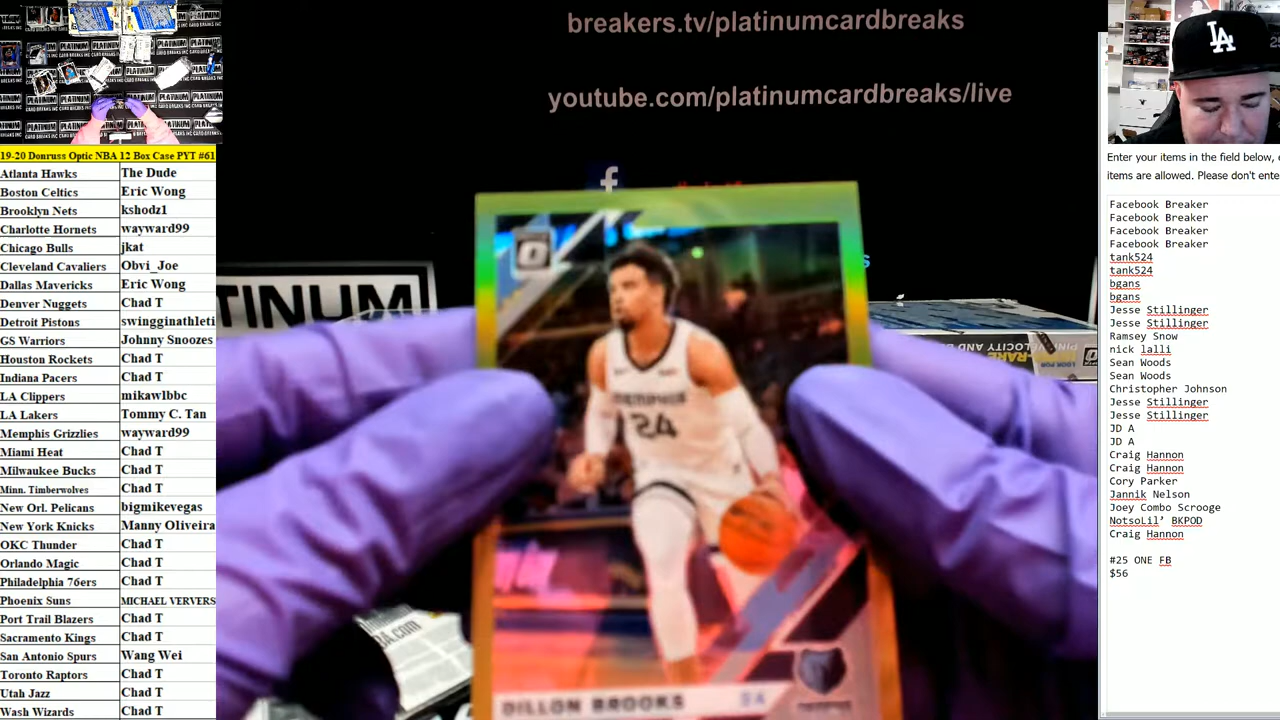 breakers.tv/platinumcardbreaks
youtube.com/platinumcardbreaks/live
19-20 Donruss Optic NBA 12 Box Case PYT #61
Atlanta Hawks The Dude
Boston Celtics Eric Wong
Brooklyn Nets kshodz1
Charlotte Hornets wayward99
Chicago Bulls jkat
Cleveland Cavaliers Obvi_Joe
Dallas Mavericks Eric Wong
Denver Nuggets Chad T
Detroit Pistons swingginathleti
GS Warriors Johnny Snoozes
Houston Rockets Chad T
Indiana Pacers Chad T
LA Clippers mikawlbbc
LA Lakers Tommy C. Tan
Memphis Grizzlies wayward99
Miami Heat Chad T
Milwaukee Bucks Chad T
Minn. Timberwolves Chad T
New Orl. Pelicans bigmikevegas
New York Knicks Manny Oliveira
OKC Thunder Chad T
Orlando Magic Chad T
Philadelphia 76ers Chad T
Phoenix Suns MICHAEL VERVERS
Port Trail Blazers Chad T
Sacramento Kings Chad T
San Antonio Spurs Wang Wei
Toronto Raptors Chad T
Utah Jazz Chad T
Wash Wizards Chad T
TINUM
MEMPHIS
24
DILLON BROOKS
LA
Enter your items in the field below,
items are allowed. Please don't ente
Facebook Breaker
Facebook Breaker
Facebook Breaker
Facebook Breaker
tank524
tank524
bgans
bgans
Jesse Stillinger
Jesse Stillinger
Ramsey Snow
nick lalli
Sean Woods
Sean Woods
Christopher Johnson
Jesse Stillinger
Jesse Stillinger
JD A
JD A
Craig Hannon
Craig Hannon
Cory Parker
Jannik Nelson
Joey Combo Scrooge
NotsoLil' BKPOD
Craig Hannon
#25 ONE FB
$56